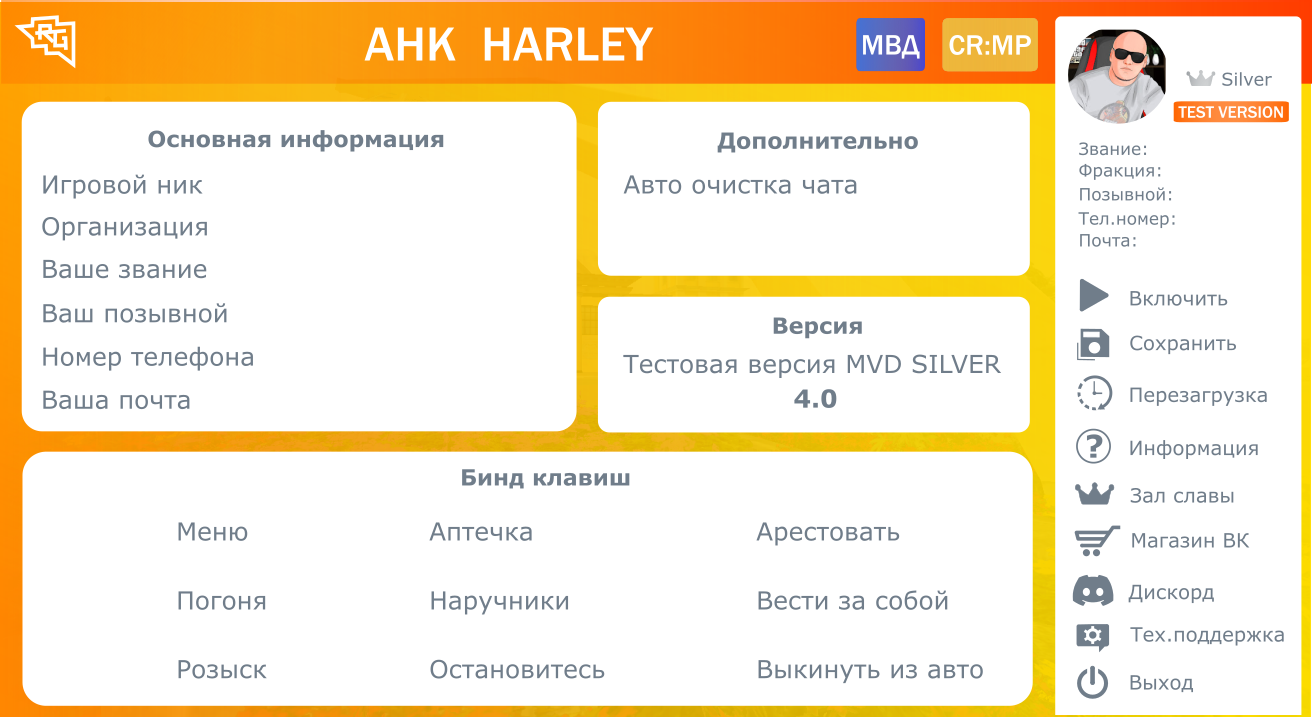 RG
АНК HARLEY
МВД
CR:MP
Основная информация
Игровой ник
Организация
Ваше звание
Ваш позывной
Номер телефона
Ваша почта
Дополнительно
Авто очистка чата
Версия
Тестовая версия MVD SILVER
4.0
Бинд клавиш
Меню
Аптечка
Арестовать
Погоня
Наручники
Вести за собой
Розыск
Остановитесь
Выкинуть из авто
Silver
TEST VERSION
Звание:
Фракция:
Позывной:
Тел.номер:
Почта:
Включить
Сохранить
Перезагрузка
Информация
Зал славы
Магазин ВК
Дискорд
Тех.поддержка
Выход